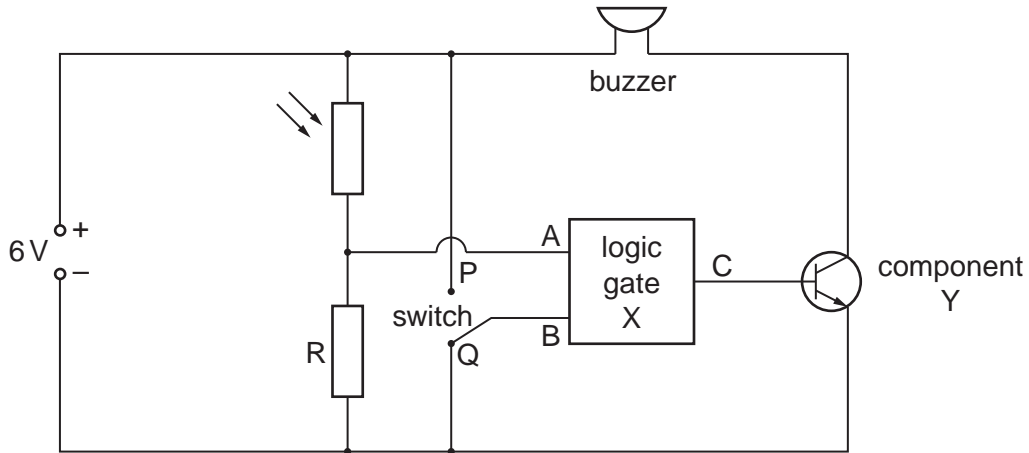 buzzer
+
6 V
–
A
P
switch
Q
B
R
logic
gate
X
C
component
Y